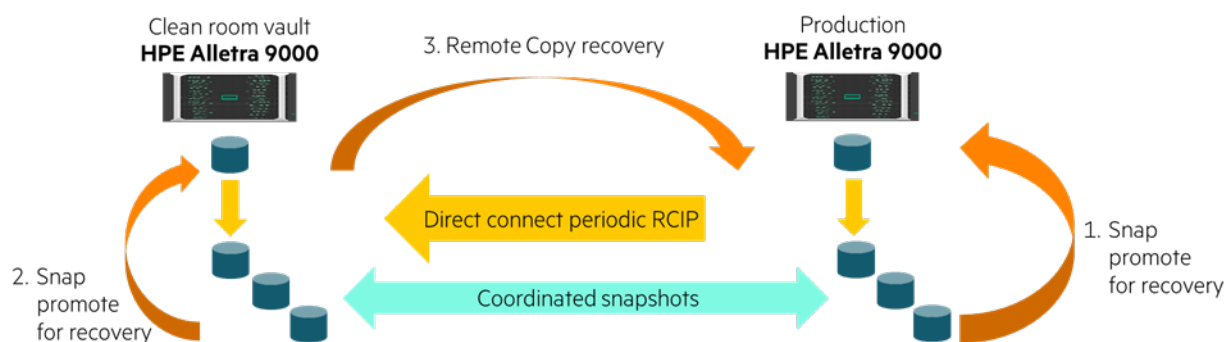 Clean room vault
HPE Alletra 9000
3. Remote Copy recovery
Production
HPE Alletra 9000
Direct connect periodic RCIP
Coordinated snapshots
2. Snap
promote
for recovery
1. Snap
promote
for recovery